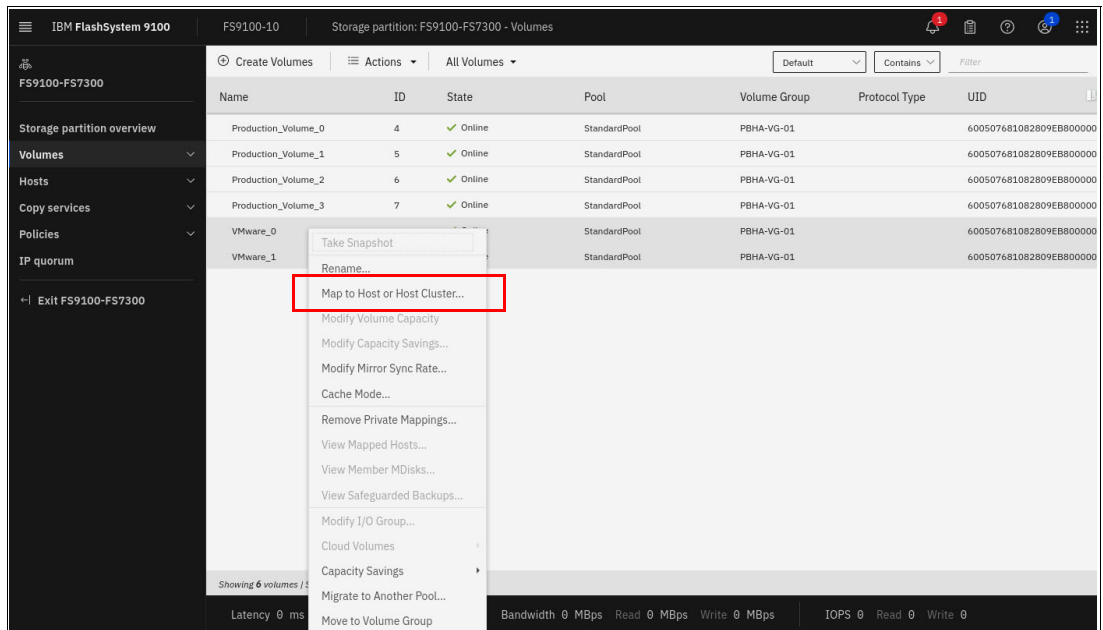 IBM FlashSystem 9100
FS9100-10
Storage partition: FS9100-FS7300 - Volumes
1
1
FS9100-FS7300
Storage partition overview
Volumes
Hosts
Copy services
Policies
IP quorum
Exit FS9100-FS7300
Create Volumes
Actions
All Volumes
Default
Contains
Filter
Name ID State Pool Volume Group Protocol Type UID
Production_Volume_0 4 Online StandardPool PBHA-VG-01 600507681082809EB800000
Production_Volume_1 5 Online StandardPool PBHA-VG-01 600507681082809EB800000
Production_Volume_2 6 Online StandardPool PBHA-VG-01 600507681082809EB800000
Production_Volume_3 7 Online StandardPool PBHA-VG-01 600507681082809EB800000
VMware_0 StandardPool PBHA-VG-01 600507681082809EB800000
VMware_1 StandardPool PBHA-VG-01 600507681082809EB800000
Take Snapshot
Rename...
Map to Host or Host Cluster...
Modify Volume Capacity
Modify Capacity Savings...
Modify Mirror Sync Rate...
Cache Mode...
Remove Private Mappings...
View Mapped Hosts...
View Member MDisks...
View Safeguarded Backups...
Modify I/O Group...
Cloud Volumes
Capacity Savings
Migrate to Another Pool...
Move to Volume Group
Showing 6 volumes |
Latency 0 ms
Bandwidth 0 MBps Read 0 MBps Write 0 MBps
IOPS 0 Read 0 Write 0